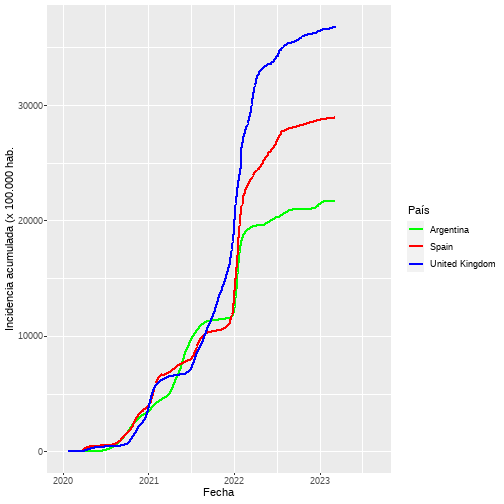 Incidencia acumulada (x 100.000 hab.
30000
20000
10000
0
2020
2021
2022
2023
Fecha
País
Argentina
Spain
United Kingdom